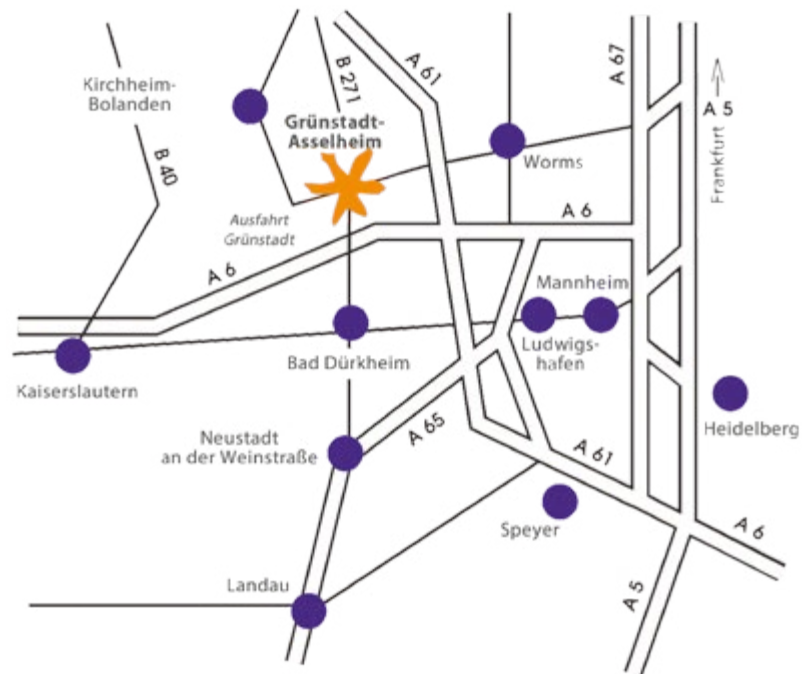 A 61
A 67
B 271
Kirchheim-
Bolanden
A 5
Grünstadt-
Asselheim
Frankfurt
B 40
Worms
Ausfahrt
Grünstadt
A 6
A 6
Mannheim
Ludwigs-
hafen
Bad Dürkheim
Kaiserslautern
Heidelberg
A 65
Neustadt
an der Weinstraße
A 61
Speyer
A 6
Landau
A 5